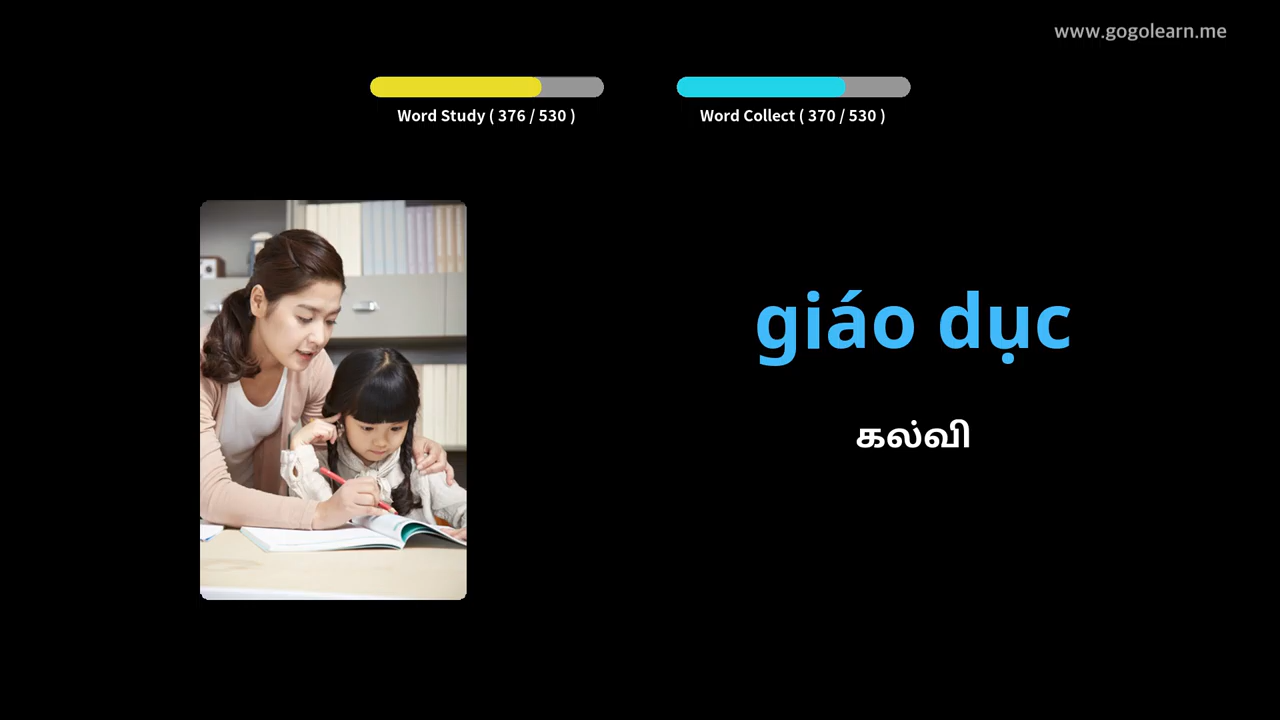 www.gogolearn.me
Word Study ( 376 / 530 )
Word Collect ( 370 / 530 )
giáo dục
கல்வி